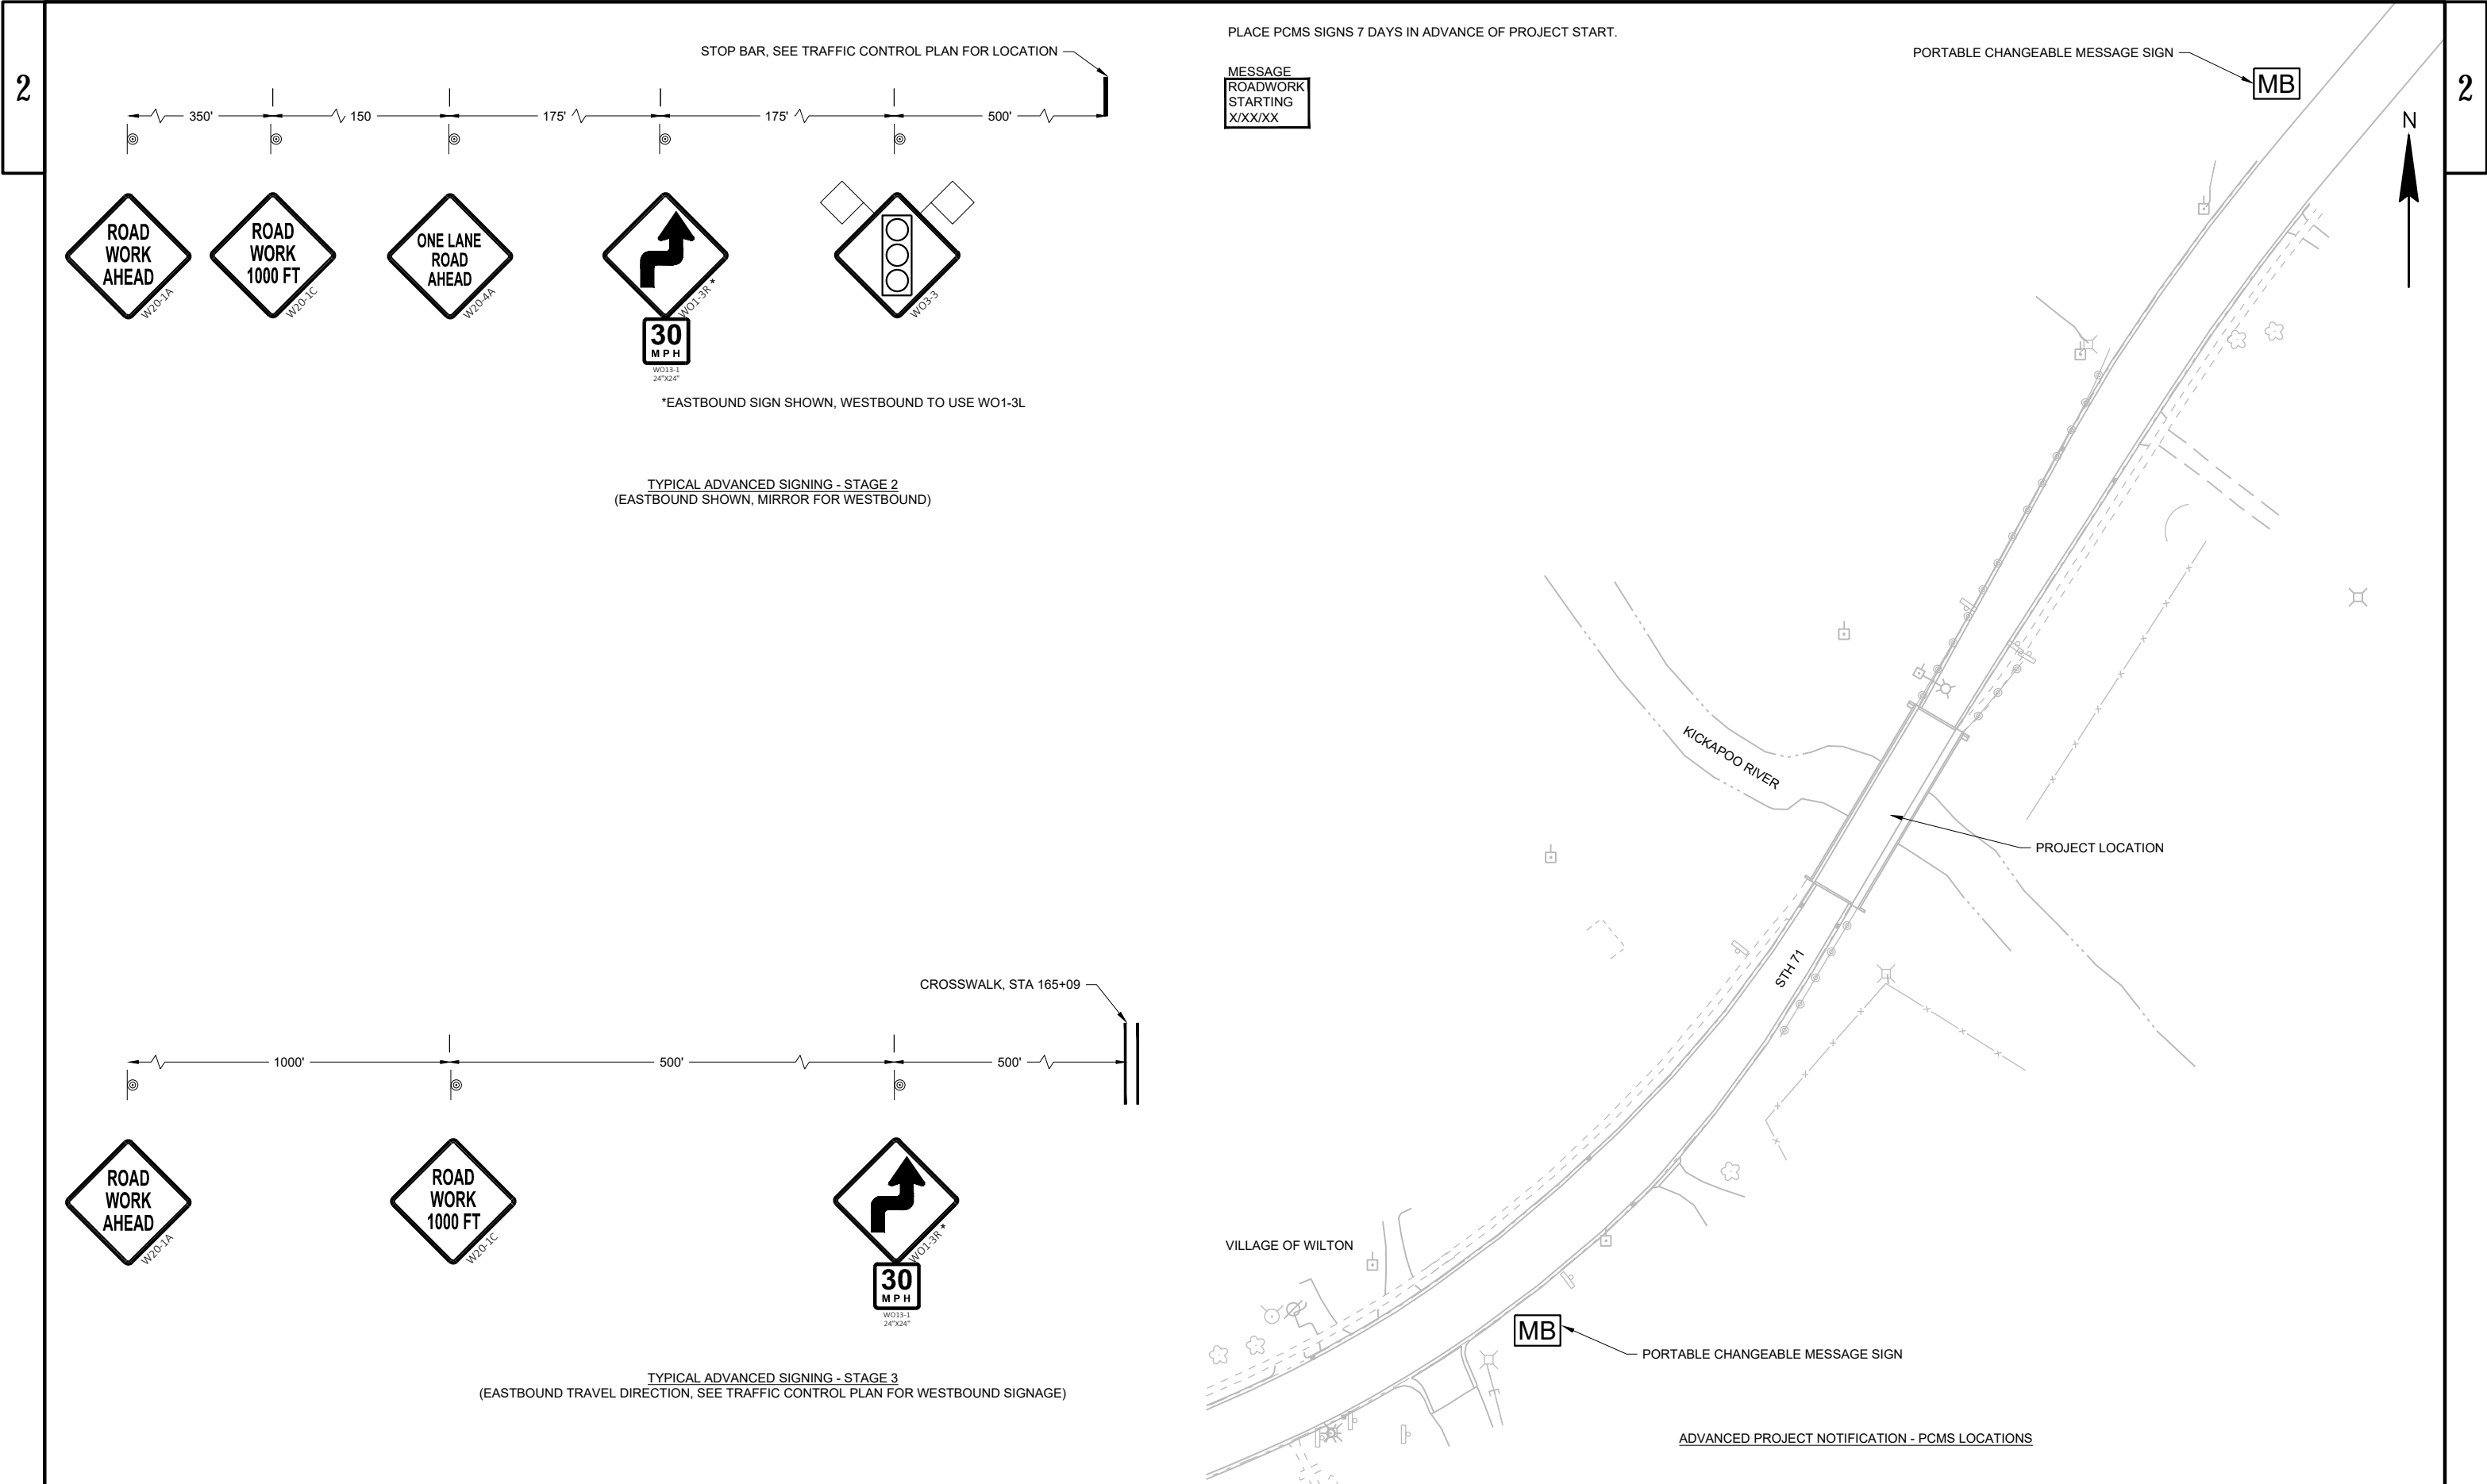 2
STOP BAR, SEE TRAFFIC CONTROL PLAN FOR LOCATION
350'
150
175'
175'
500'
ROAD
WORK
AHEAD
W20-1A
ROAD
WORK
1000 FT
W20-1C
ONE LANE
ROAD
AHEAD
W20-4A
WO1-3R *
30
MPH
WO13-1
24"X24"
WO3-3
*EASTBOUND SIGN SHOWN, WESTBOUND TO USE WO1-3L
TYPICAL ADVANCED SIGNING - STAGE 2
(EASTBOUND SHOWN, MIRROR FOR WESTBOUND)
CROSSWALK, STA 165+09
1000'
500'
500'
ROAD
WORK
AHEAD
W20-1A
ROAD
WORK
1000 FT
W20-1C
WO1-3R *
30
MPH
WO13-1
24"X24"
TYPICAL ADVANCED SIGNING - STAGE 3
(EASTBOUND TRAVEL DIRECTION, SEE TRAFFIC CONTROL PLAN FOR WESTBOUND SIGNAGE)
PLACE PCMS SIGNS 7 DAYS IN ADVANCE OF PROJECT START.
MESSAGE
ROADWORK
STARTING
X/XX/XX
PORTABLE CHANGEABLE MESSAGE SIGN
MB
N
2
KICKAPOO RIVER
PROJECT LOCATION
STH 71
VILLAGE OF WILTON
MB
PORTABLE CHANGEABLE MESSAGE SIGN
ADVANCED PROJECT NOTIFICATION - PCMS LOCATIONS